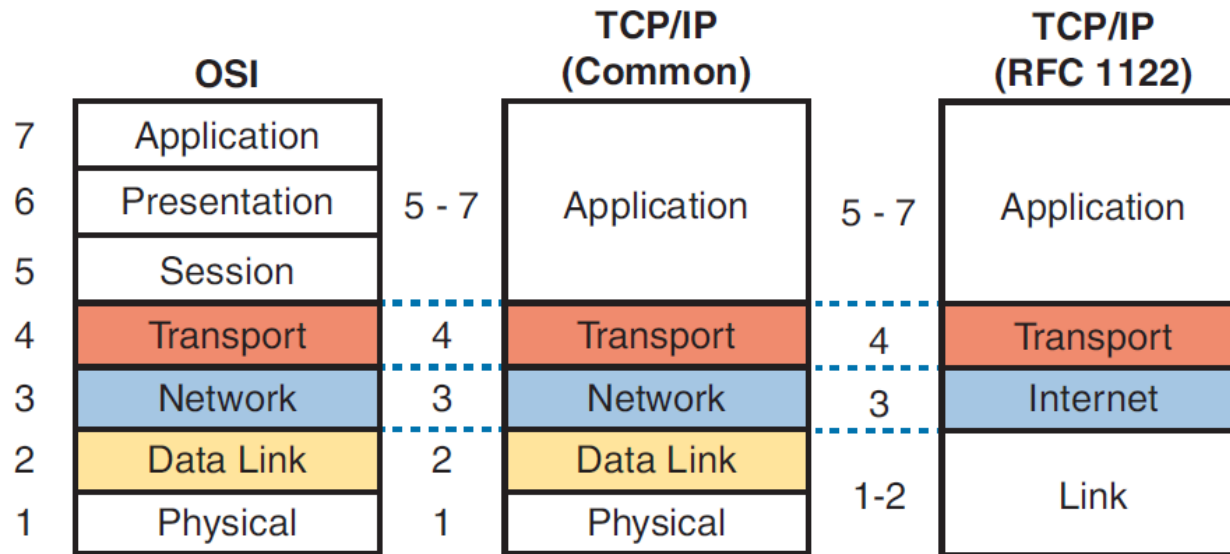 OSI
TCP/IP
(Common)
TCP/IP
(RFC 1122)
7 Application
6 Presentation 5 - 7 Application 5 - 7 Application
5 Session
4 Transport 4 Transport 4 Transport
3 Network 3 Network 3 Internet
2 Data Link 2 Data Link 1-2 Link
1 Physical 1 Physical